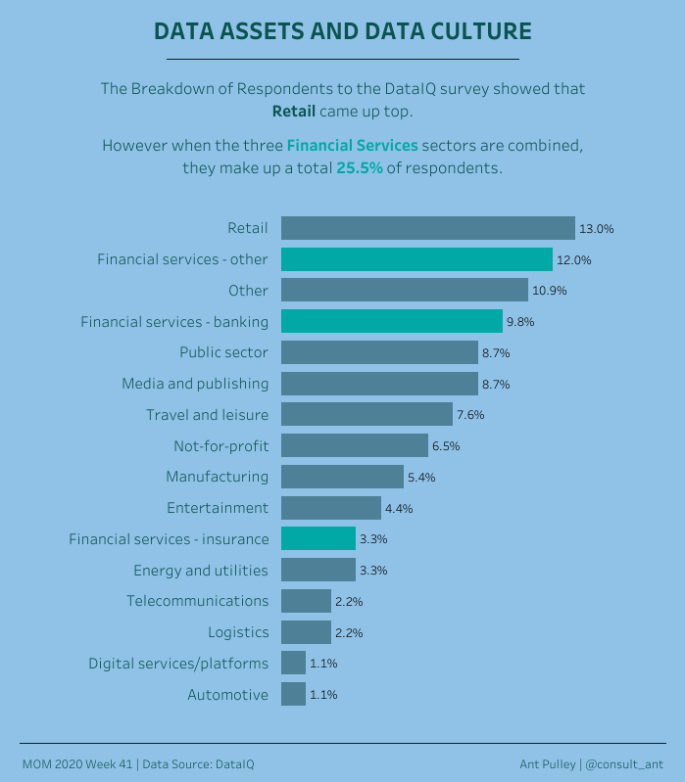 DATA ASSETS AND DATA CULTURE
The Breakdown of Respondents to the DataIQ survey showed that
Retail came up top.
However when the three Financial Services sectors are combined,
they make up a total 25.5% of respondents.
Retail 13.0%
Financial services - other 12.0%
Other 10.9%
Financial services - banking 9.8%
Public sector 8.7%
Media and publishing 8.7%
Travel and leisure 7.6%
Not-for-profit 6.5%
Manufacturing 5.4%
Entertainment 4.4%
Financial services - insurance 3.3%
Energy and utilities 3.3%
Telecommunications 2.2%
Logistics 2.2%
Digital services/platforms 1.1%
Automotive 1.1%
MOM 2020 Week 41 | Data Source: DataIQ
Ant Pulley | @consult_ant